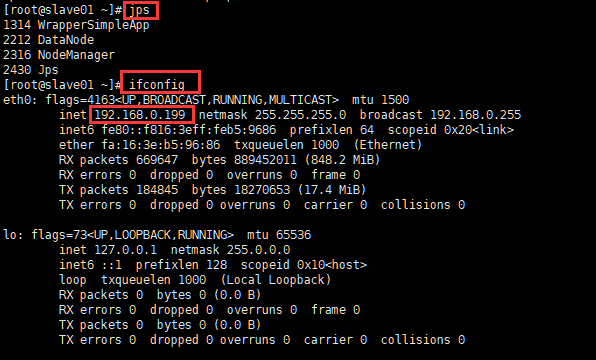 [root@slave01 ~]# jps
1314 WrapperSimpleApp
2212 DataNode
2316 NodeManager
2430 Jps
[root@slave01 ~]# ifconfig
eth0: flags=4163<UP,BROADCAST,RUNNING,MULTICAST>  mtu 1500
        inet 192.168.0.199  netmask 255.255.255.0  broadcast 192.168.0.255
        inet6 fe80::f816:3eff:feb5:9686  prefixlen 64  scopeid 0x20<link>
        ether fa:16:3e:b5:96:86  txqueuelen 1000  (Ethernet)
        RX packets 669647  bytes 889452011 (848.2 MiB)
        RX errors 0  dropped 0  overruns 0  frame 0
        TX packets 184845  bytes 18270653 (17.4 MiB)
        TX errors 0  dropped 0 overruns 0  carrier 0  collisions 0

lo: flags=73<UP,LOOPBACK,RUNNING>  mtu 65536
        inet 127.0.0.1  netmask 255.0.0.0
        inet6 ::1  prefixlen 128  scopeid 0x10<host>
        loop  txqueuelen 1000  (Local Loopback)
        RX packets 0  bytes 0 (0.0 B)
        RX errors 0  dropped 0  overruns 0  frame 0
        TX packets 0  bytes 0 (0.0 B)
        TX errors 0  dropped 0 overruns 0  carrier 0  collisions 0